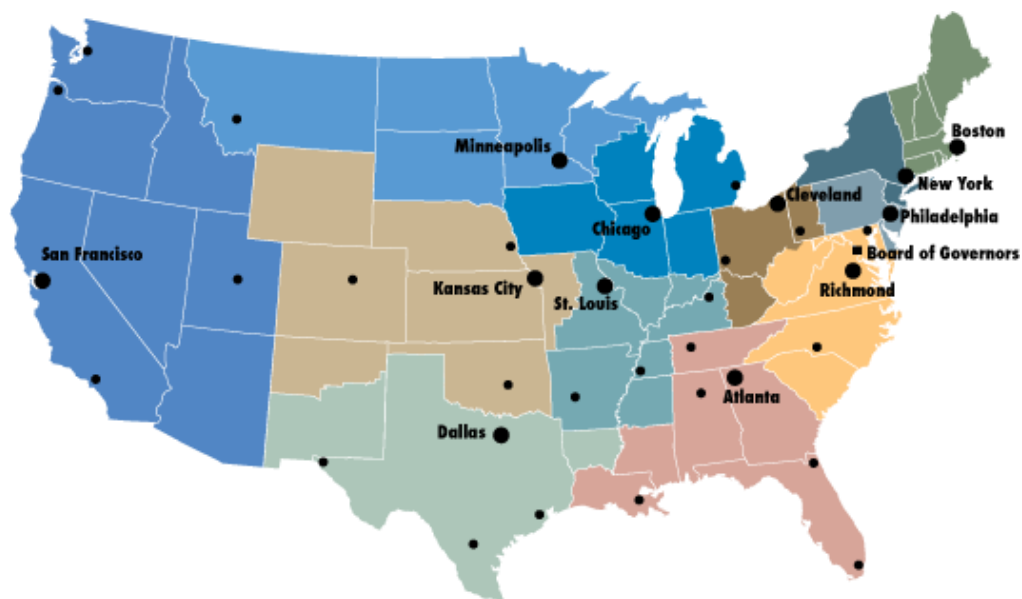 Boston
Minneapolis
New York
Cleveland
Philadelphia
Chicago
San Francisco
Board of Governors
Kansas City
Richmond
St. Louis
Atlanta
Dallas